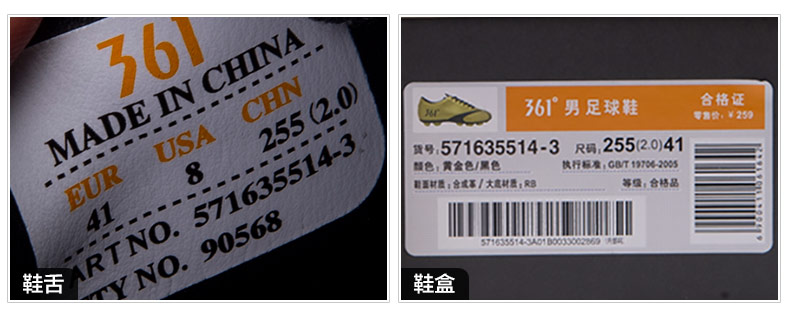 361
MADE IN CHINA
EUR USA CHN
41 8 255 (2.0)
ART NO. 571635514-3
TY NO. 90568
鞋舌
361° 男足球鞋
合格证
零售价：￥259
货号：571635514-3 尺码：255(2.0)41
颜色：黄金色/黑色 执行标准：GB/T 19706-2005
鞋面材质：合成革/大底材质：RB 等级：合格品
571635514-3A01B0033002869
鞋盒